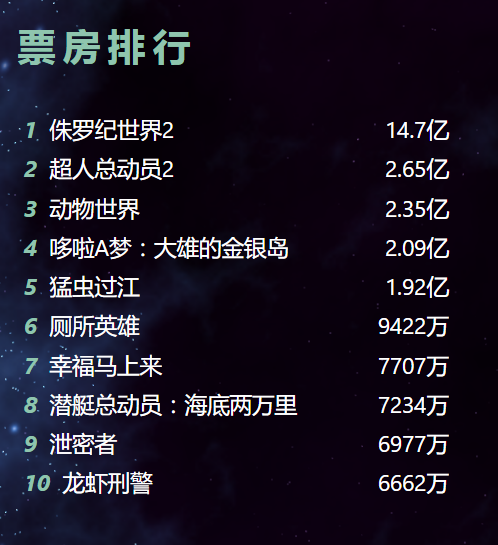 票房排行
1 侏罗纪世界2 14.7亿
2 超人总动员2 2.65亿
3 动物世界 2.35亿
4 哆啦A梦：大雄的金银岛 2.09亿
5 猛虫过江 1.92亿
6 厕所英雄 9422万
7 幸福马上来 7707万
8 潜艇总动员：海底两万里 7234万
9 泄密者 6977万
10 龙虾刑警 6662万